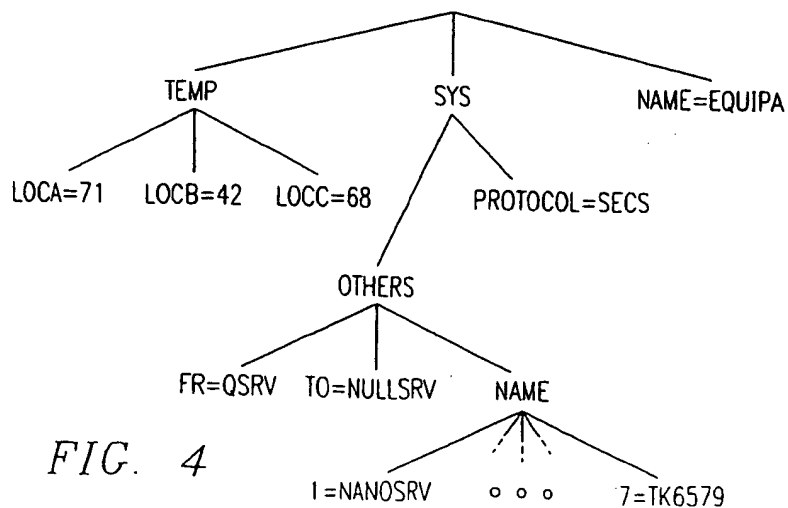 TEMP
SYS
NAME=EQUIPA
LOCA=71 LOCB=42 LOCC=68
PROTOCOL=SECS
OTHERS
FR=QSRV TO=NULLSRV NAME
FIG. 4
1=NANOSRV o o o 7=TK6579